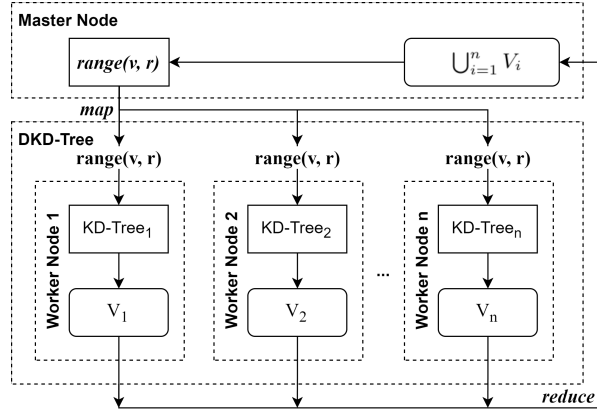 Master Node
range(v, r)
⋃ⁿᵢ₌₁ Vᵢ
map
DKD-Tree
range(v, r) range(v, r) range(v, r)
Worker Node 1
KD-Tree₁
V₁
Worker Node 2
KD-Tree₂
V₂
...
Worker Node n
KD-Treeₙ
Vₙ
reduce